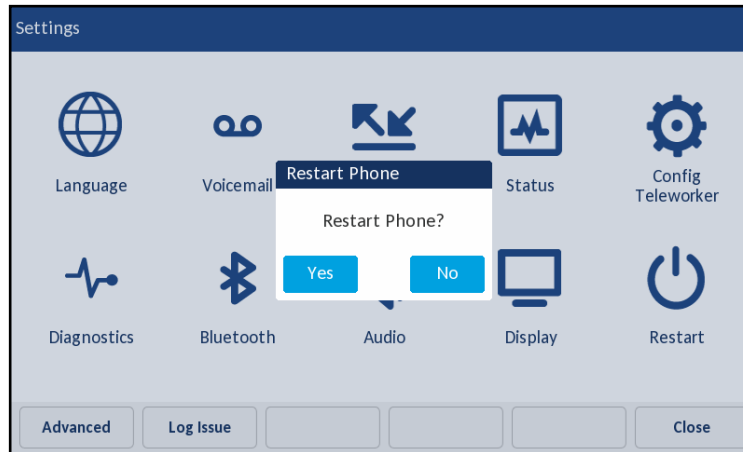 Settings
Language
Voicemail
Status
Config
Teleworker
Restart Phone
Restart Phone?
Yes
No
Diagnostics
Bluetooth
Audio
Display
Restart
Advanced
Log Issue
Close